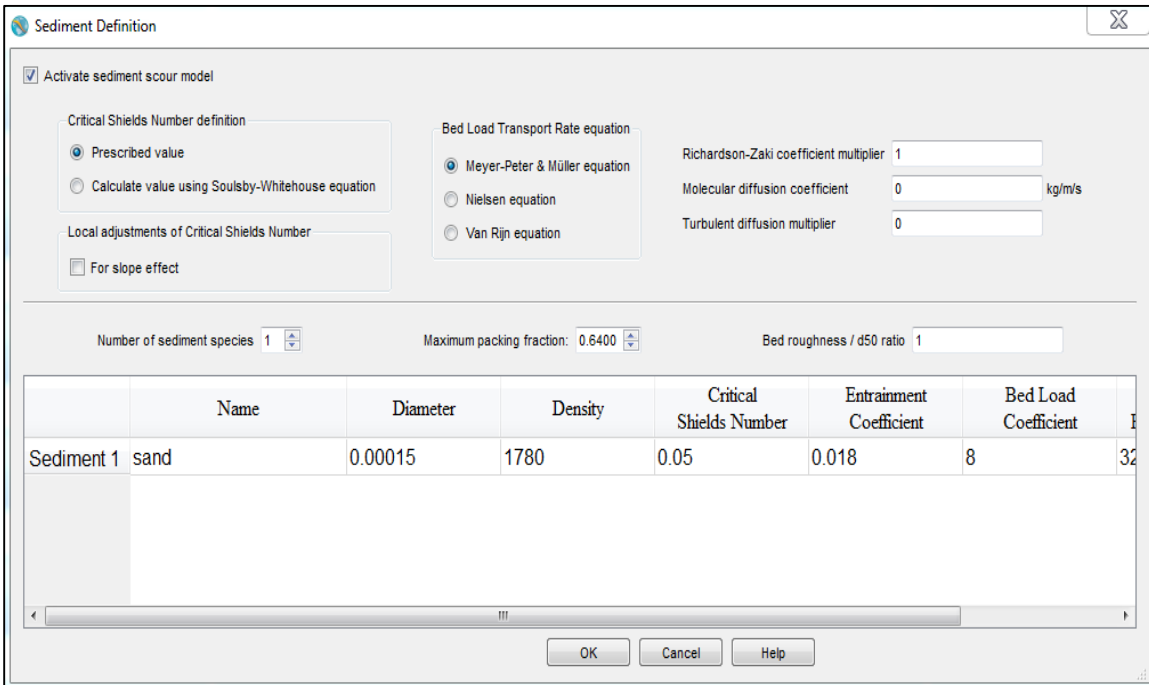 Sediment Definition
Activate sediment scour model
Critical Shields Number definition
Prescribed value
Calculate value using Soulsby-Whitehouse equation
Local adjustments of Critical Shields Number
For slope effect
Bed Load Transport Rate equation
Meyer-Peter & Müller equation
Nielsen equation
Van Rijn equation
Richardson-Zaki coefficient multiplier 1
Molecular diffusion coefficient 0 kg/m/s
Turbulent diffusion multiplier 0
Number of sediment species 1 Maximum packing fraction: 0.6400 Bed roughness / d50 ratio 1
Name Diameter Density Critical Shields Number Entrainment Coefficient Bed Load Coefficient
Sediment 1 sand 0.00015 1780 0.05 0.018 8 32
OK Cancel Help